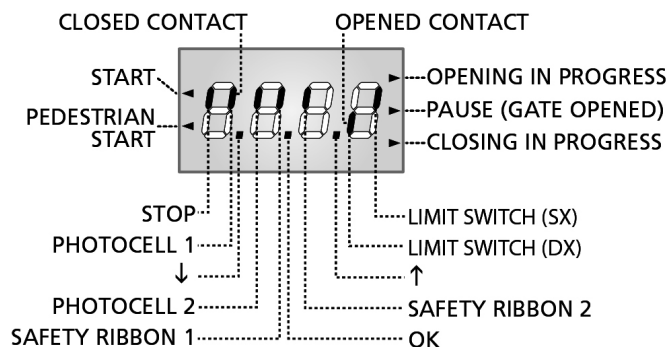 CLOSED CONTACT
OPENED CONTACT
START
OPENING IN PROGRESS
PEDESTRIAN
START
PAUSE (GATE OPENED)
CLOSING IN PROGRESS
STOP
LIMIT SWITCH (SX)
PHOTOCELL 1
LIMIT SWITCH (DX)
↓
↑
PHOTOCELL 2
SAFETY RIBBON 2
SAFETY RIBBON 1
OK